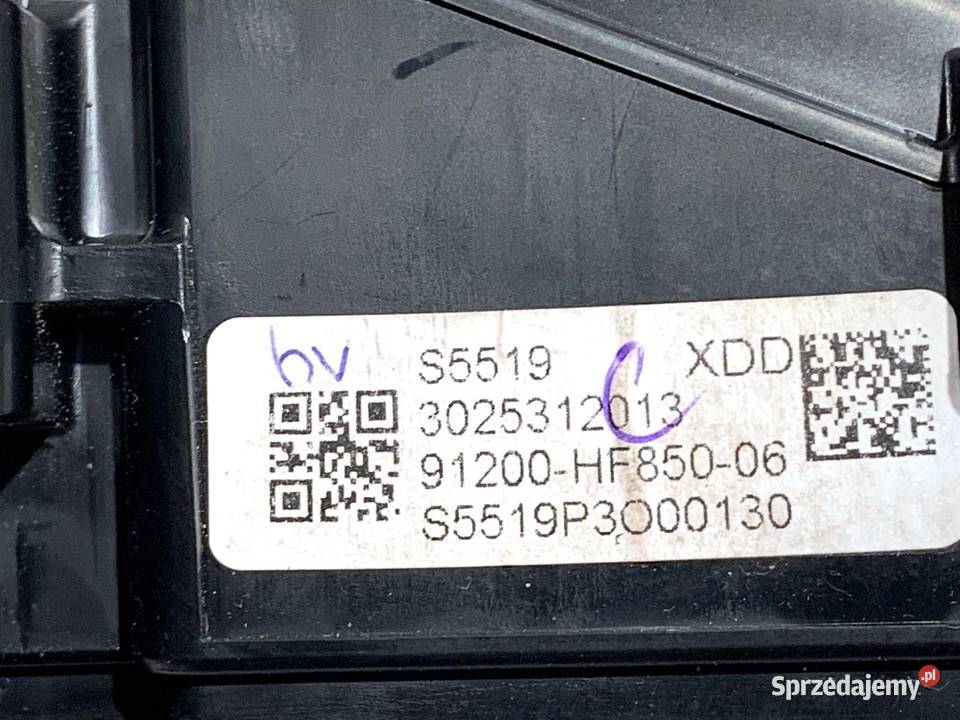 hv S5519 C XDD
3025312013
91200-HF850-06
S5519P3O00130
Sprzedajemy.pl